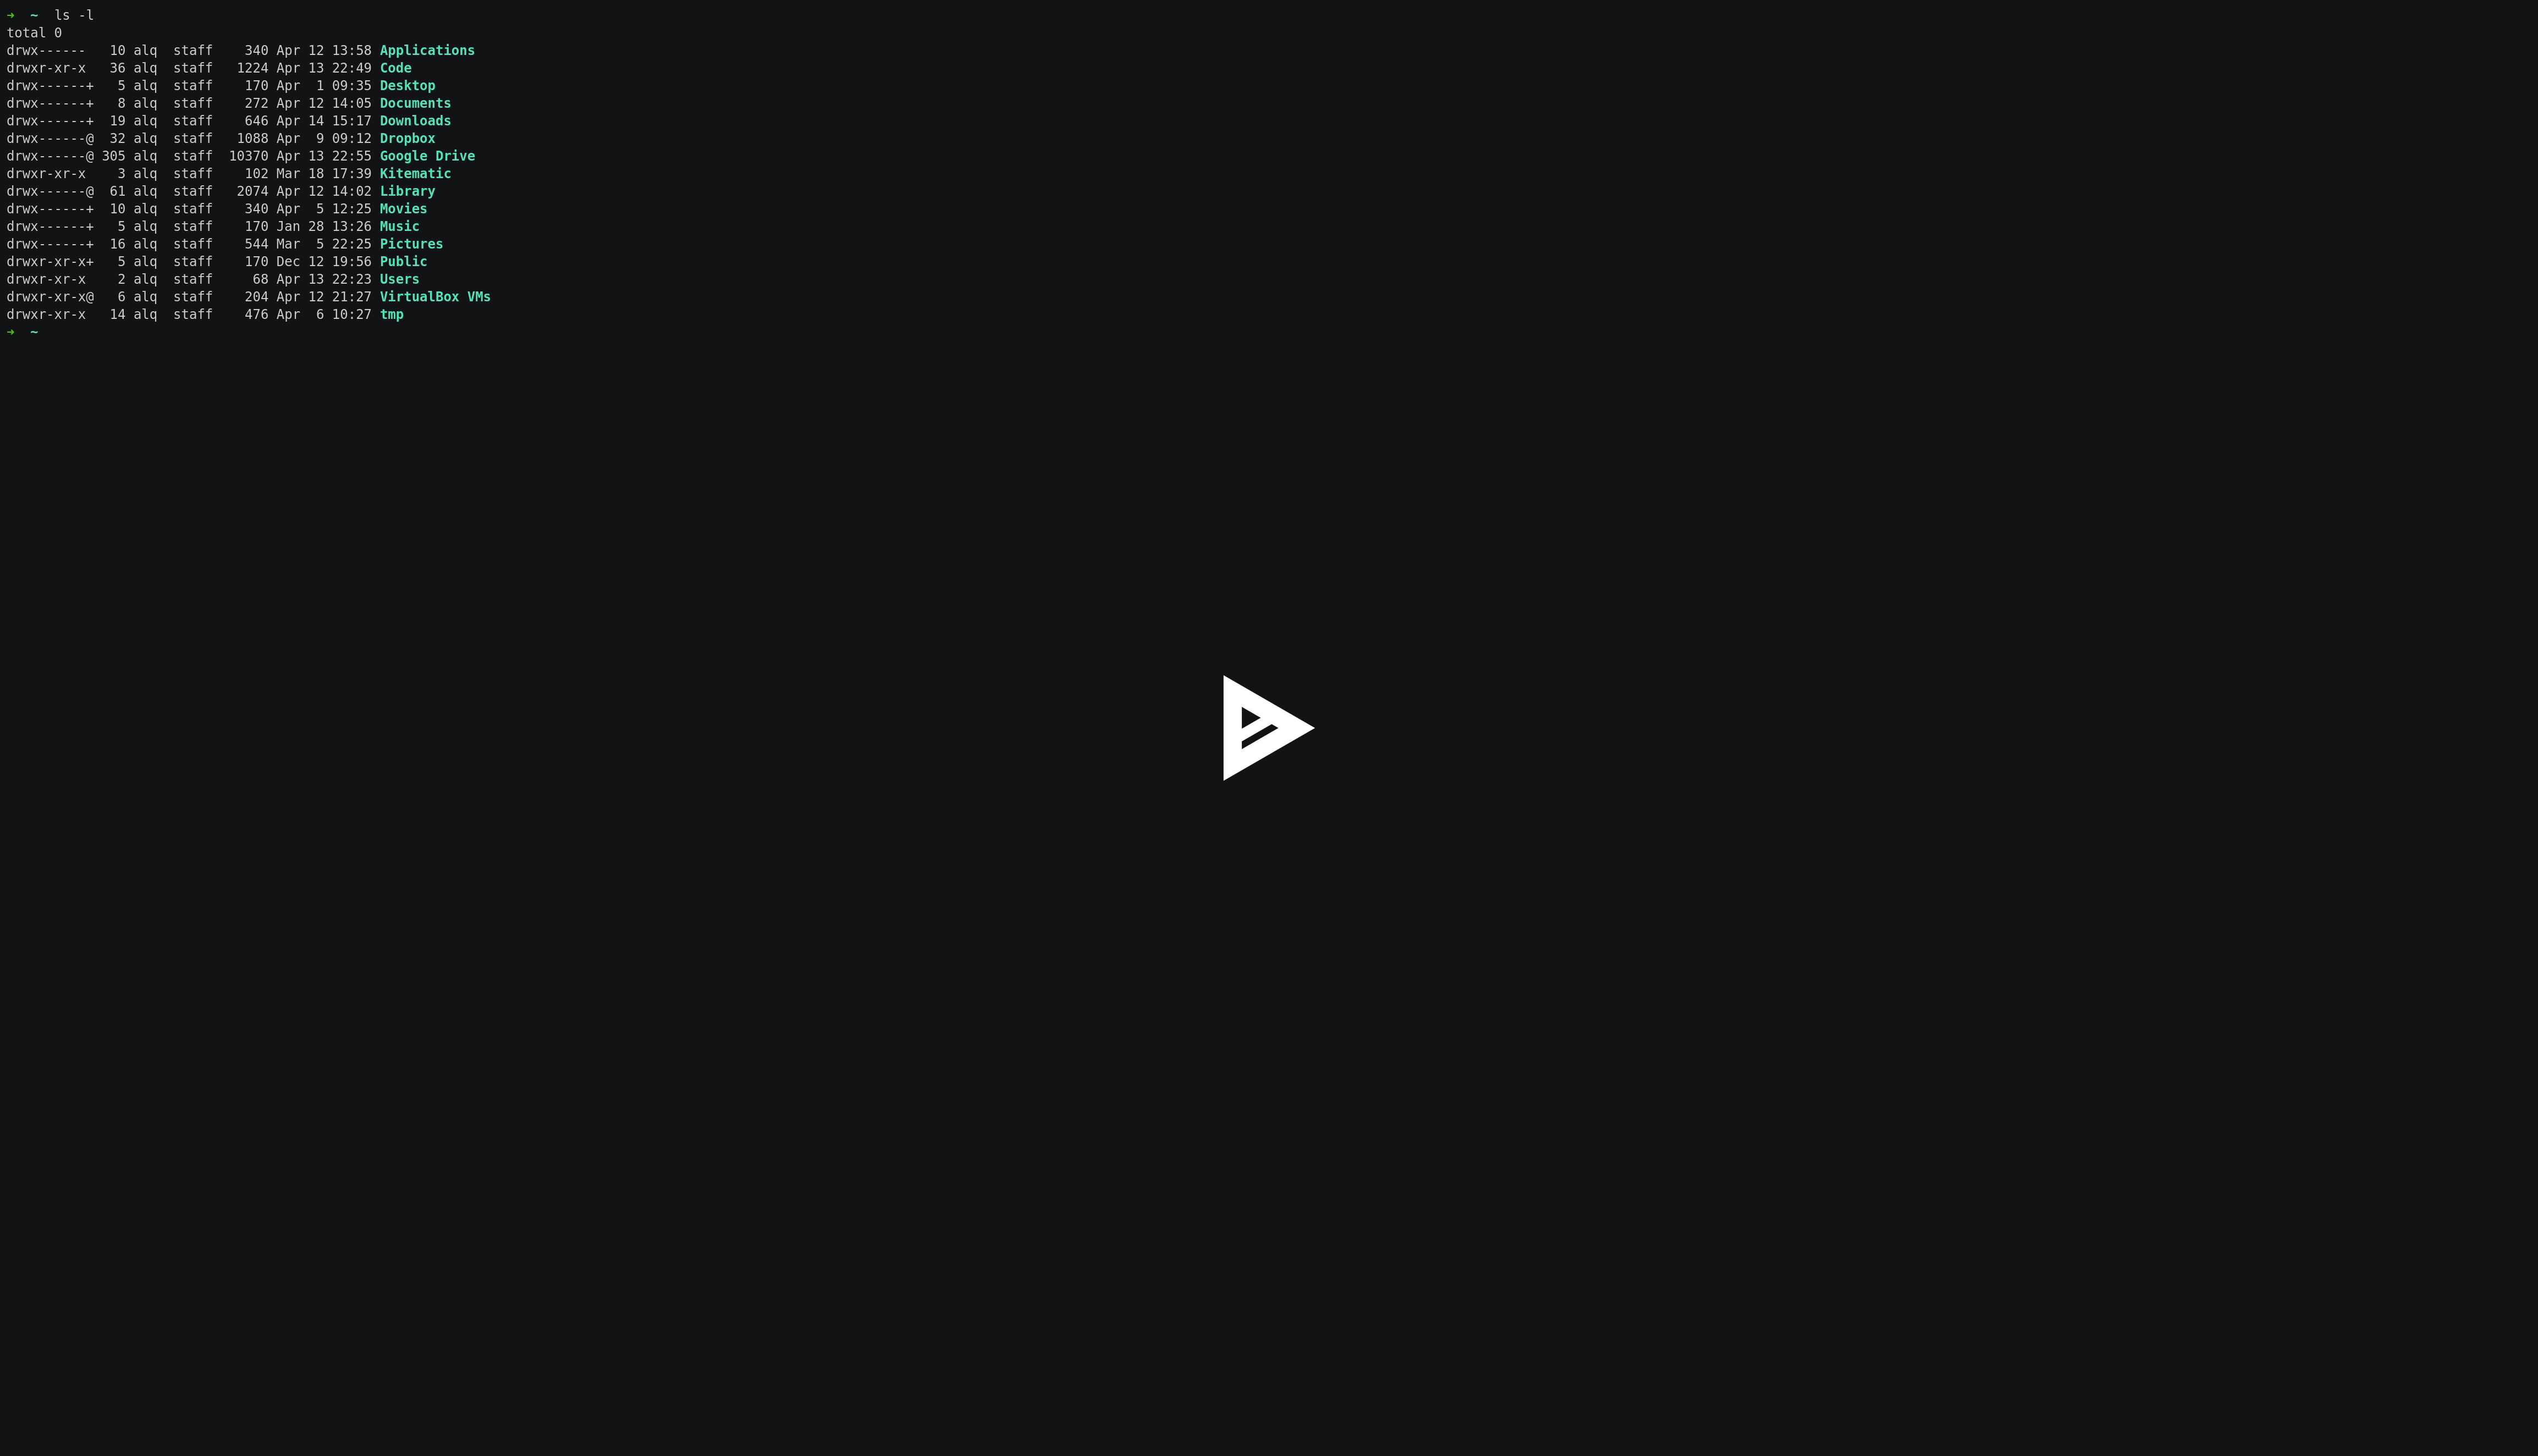 ➜  ~  ls -l
total 0
drwx------   10 alq  staff    340 Apr 12 13:58 Applications
drwxr-xr-x   36 alq  staff   1224 Apr 13 22:49 Code
drwx------+   5 alq  staff    170 Apr  1 09:35 Desktop
drwx------+   8 alq  staff    272 Apr 12 14:05 Documents
drwx------+  19 alq  staff    646 Apr 14 15:17 Downloads
drwx------@  32 alq  staff   1088 Apr  9 09:12 Dropbox
drwx------@ 305 alq  staff  10370 Apr 13 22:55 Google Drive
drwxr-xr-x    3 alq  staff    102 Mar 18 17:39 Kitematic
drwx------@  61 alq  staff   2074 Apr 12 14:02 Library
drwx------+  10 alq  staff    340 Apr  5 12:25 Movies
drwx------+   5 alq  staff    170 Jan 28 13:26 Music
drwx------+  16 alq  staff    544 Mar  5 22:25 Pictures
drwxr-xr-x+   5 alq  staff    170 Dec 12 19:56 Public
drwxr-xr-x    2 alq  staff     68 Apr 13 22:23 Users
drwxr-xr-x@   6 alq  staff    204 Apr 12 21:27 VirtualBox VMs
drwxr-xr-x   14 alq  staff    476 Apr  6 10:27 tmp
➜  ~